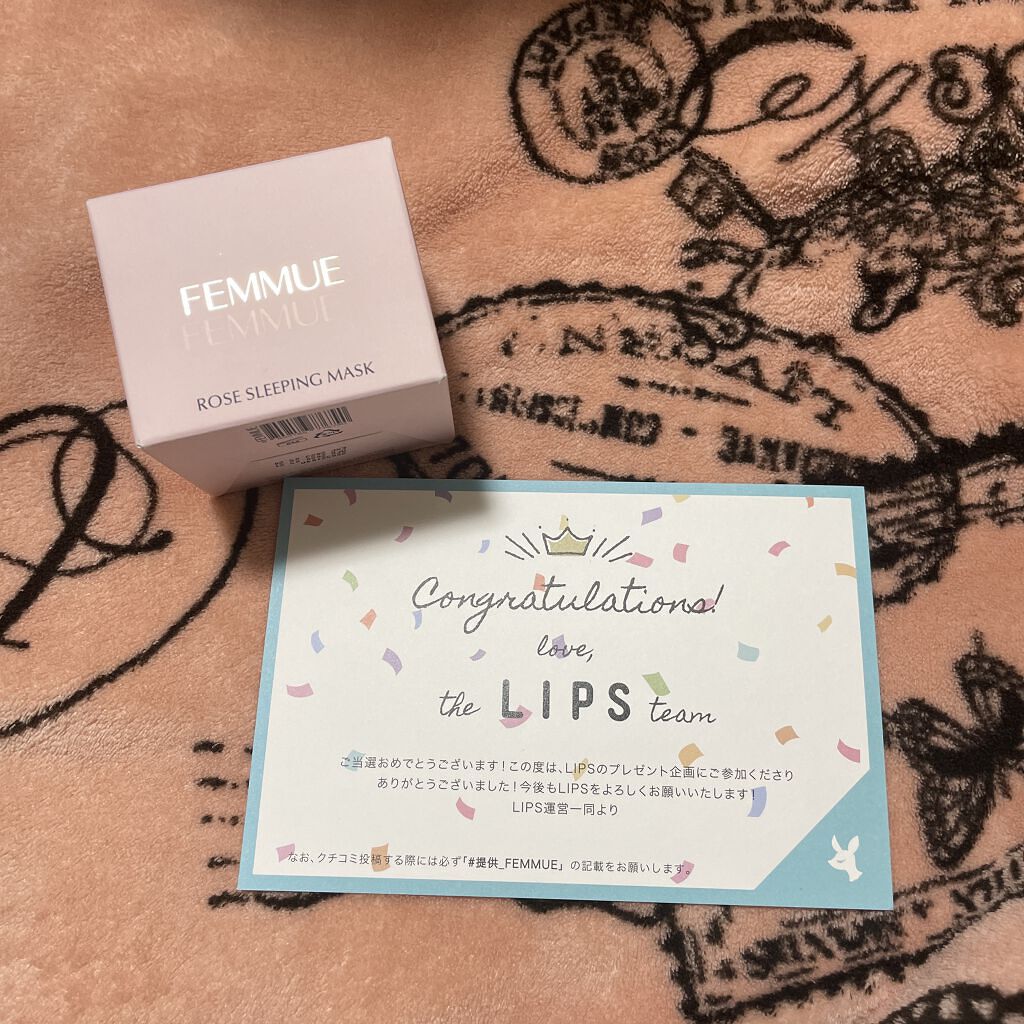 FEMMUE
FEMMUE
ROSE SLEEPING MASK
Congratulations!
love,
the LIPS team
ご当選おめでとうございます！この度は、LIPSのプレゼント企画にご参加くださり
ありがとうございました！今後もLIPSをよろしくお願いいたします！
LIPS運営一同より
なお、クチコミ投稿する際には必ず「#提供_FEMMUE」の記載をお願いします。